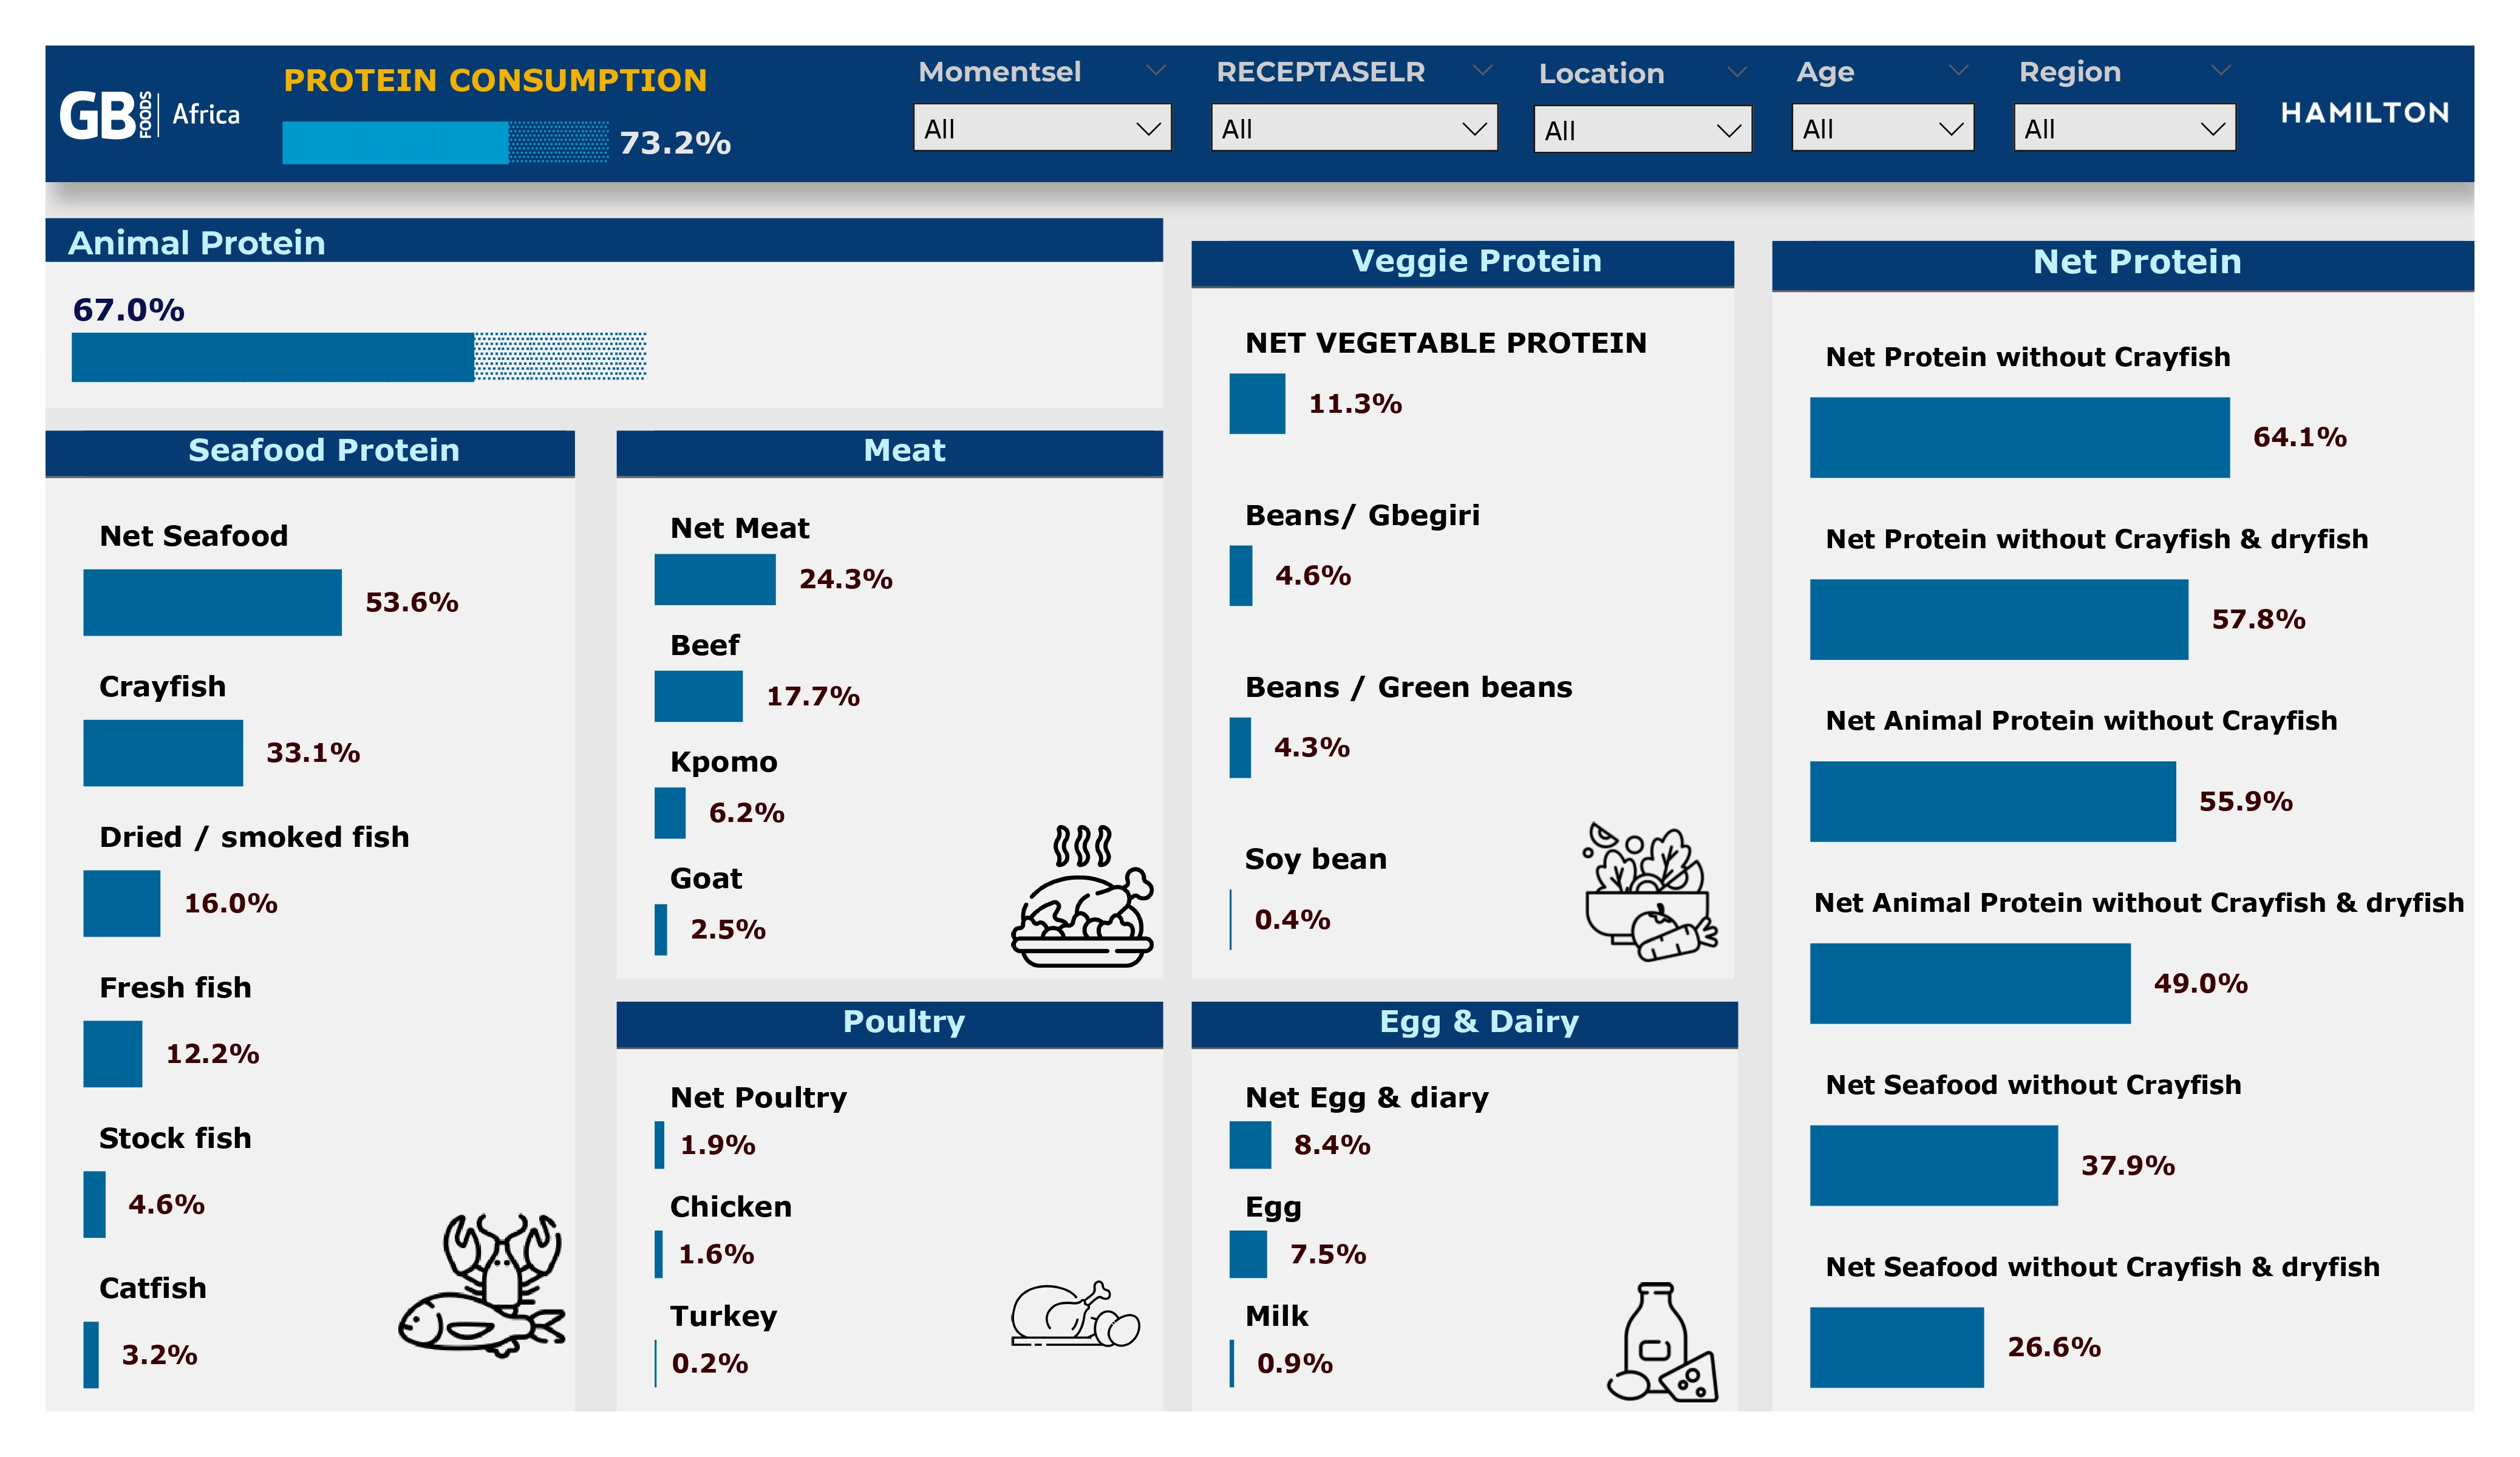 GB FOODS | Africa
PROTEIN CONSUMPTION
73.2%
Momentsel
All
RECEPTASELR
All
Location
All
Age
All
Region
All
HAMILTON
Animal Protein
67.0%
Seafood Protein
Net Seafood
53.6%
Crayfish
33.1%
Dried / smoked fish
16.0%
Fresh fish
12.2%
Stock fish
4.6%
Catfish
3.2%
Meat
Net Meat
24.3%
Beef
17.7%
Kpomo
6.2%
Goat
2.5%
Poultry
Net Poultry
1.9%
Chicken
1.6%
Turkey
0.2%
Veggie Protein
NET VEGETABLE PROTEIN
11.3%
Beans/ Gbegiri
4.6%
Beans / Green beans
4.3%
Soy bean
0.4%
Egg & Dairy
Net Egg & diary
8.4%
Egg
7.5%
Milk
0.9%
Net Protein
Net Protein without Crayfish
64.1%
Net Protein without Crayfish & dryfish
57.8%
Net Animal Protein without Crayfish
55.9%
Net Animal Protein without Crayfish & dryfish
49.0%
Net Seafood without Crayfish
37.9%
Net Seafood without Crayfish & dryfish
26.6%